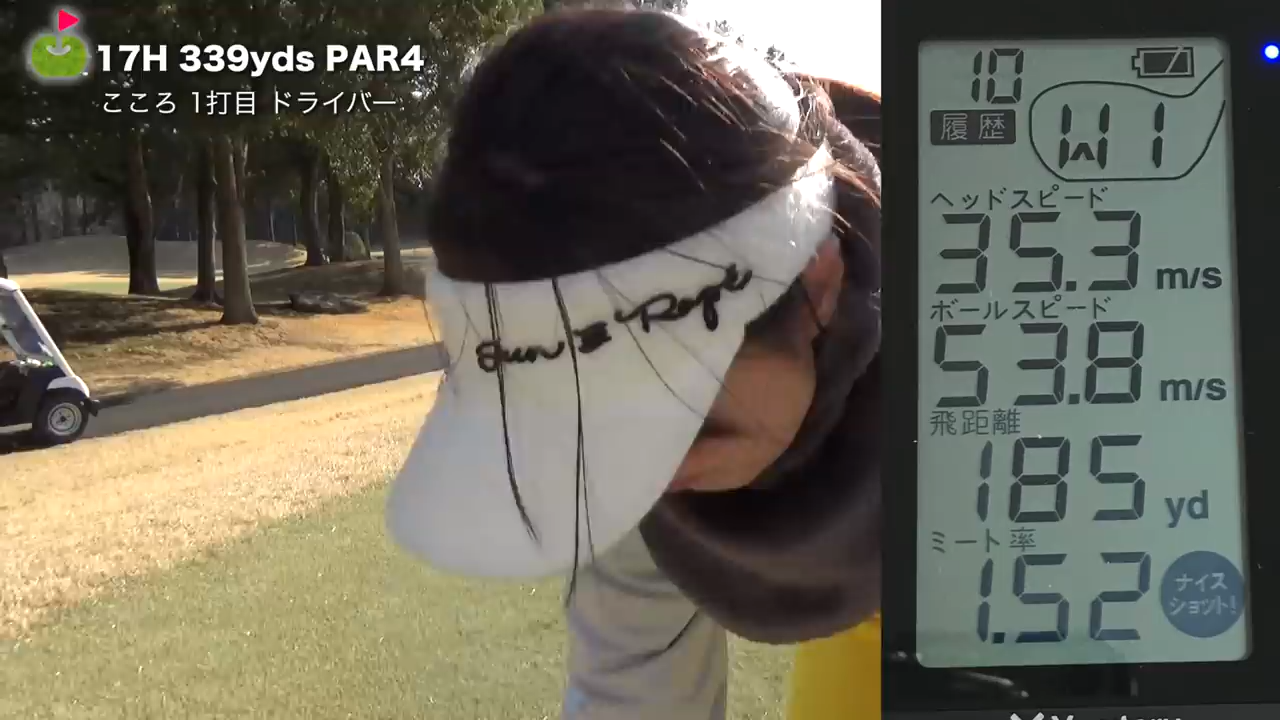 17H 339yds PAR4
こころ 1打目 ドライバー
Sun
10
履歴
W1
ヘッドスピード
35.3 m/s
ボールスピード
53.8 m/s
飛距離
185 yd
ミート率
1.52
ナイス
ショット!